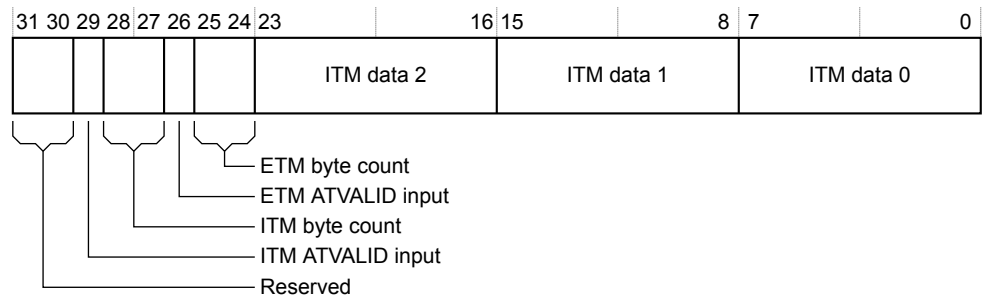 31 30 29 28 27 26 25 24 23 16 15 8 7 0
ITM data 2 ITM data 1 ITM data 0
ETM byte count
ETM ATVALID input
ITM byte count
ITM ATVALID input
Reserved